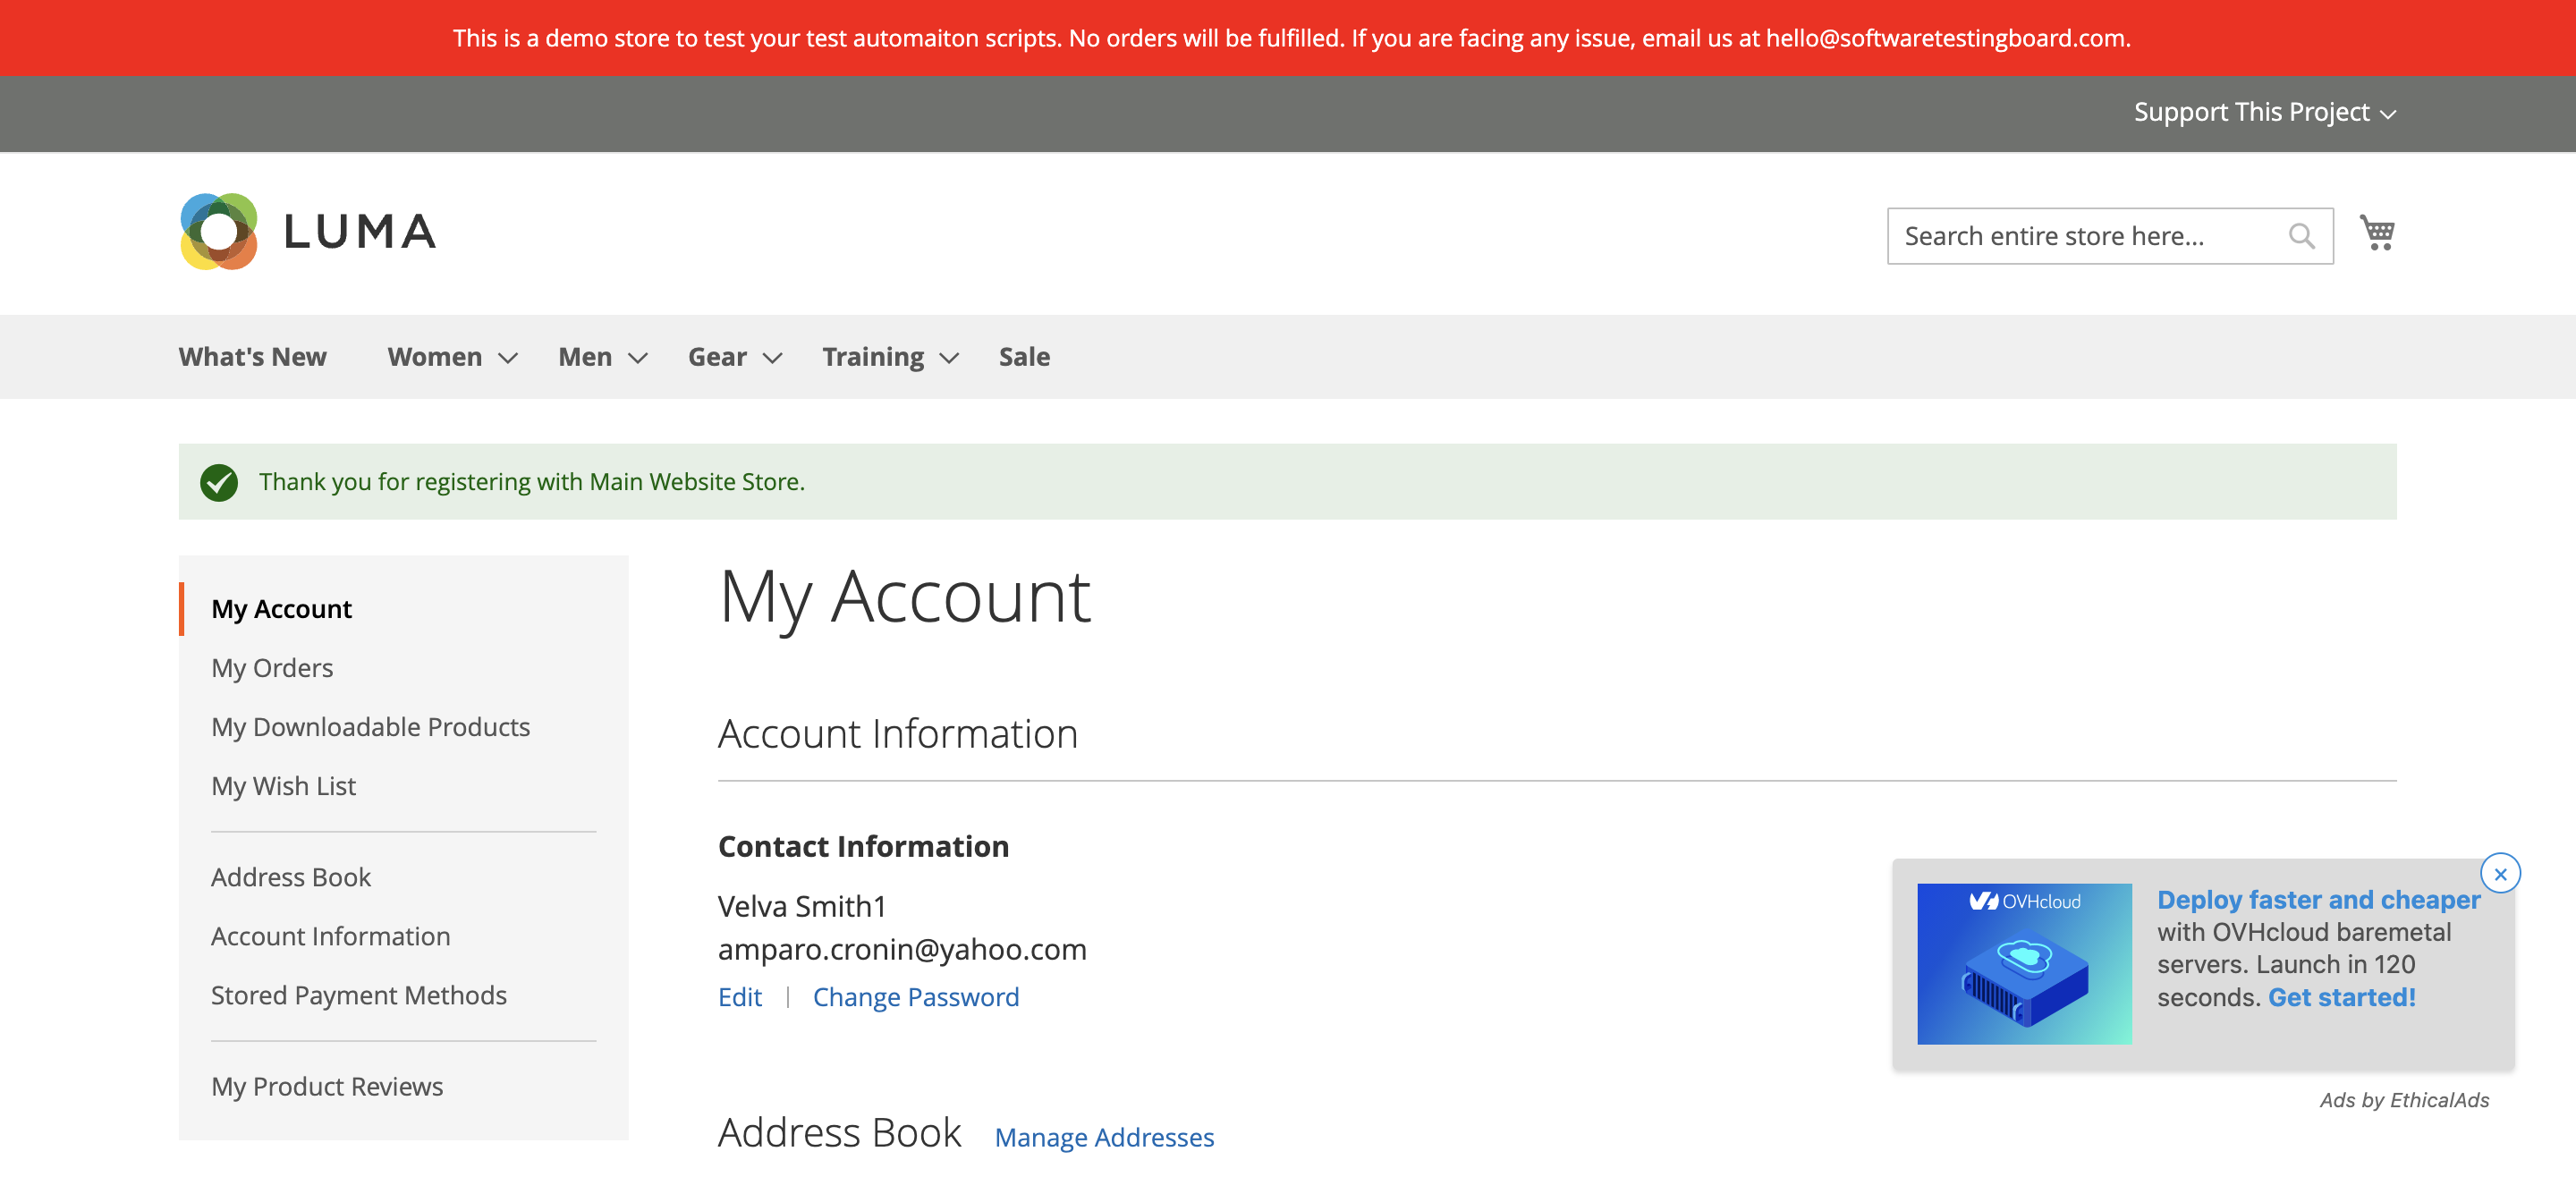 This is a demo store to test your test automaiton scripts. No orders will be fulfilled. If you are facing any issue, email us at hello@softwaretestingboard.com.
Support This Project
LUMA
Search entire store here...
What's New Women Men Gear Training Sale
Thank you for registering with Main Website Store.
My Account
My Orders
My Downloadable Products
My Wish List
Address Book
Account Information
Stored Payment Methods
My Product Reviews
My Account
Account Information
Contact Information
Velva Smith1
amparo.cronin@yahoo.com
Edit | Change Password
Address Book Manage Addresses
OVHcloud
Deploy faster and cheaper
with OVHcloud baremetal
servers. Launch in 120
seconds. Get started!
Ads by EthicalAds